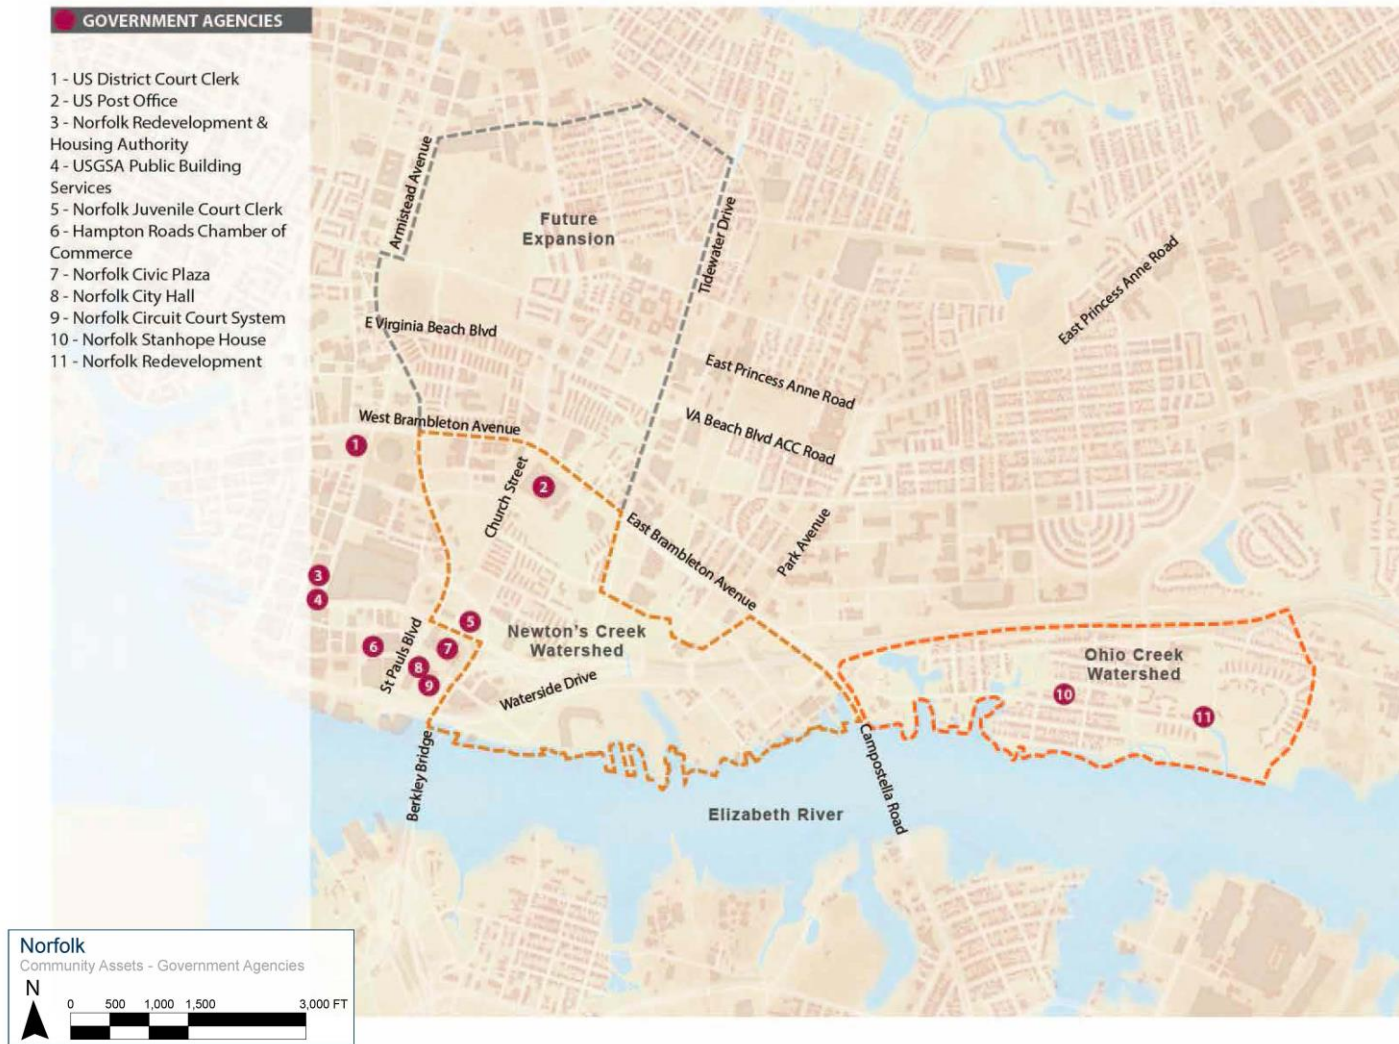 GOVERNMENT AGENCIES
1 - US District Court Clerk
2 - US Post Office
3 - Norfolk Redevelopment &
Housing Authority
4 - USGSA Public Building
Services
5 - Norfolk Juvenile Court Clerk
6 - Hampton Roads Chamber of
Commerce
7 - Norfolk Civic Plaza
8 - Norfolk City Hall
9 - Norfolk Circuit Court System
10 - Norfolk Stanhope House
11 - Norfolk Redevelopment
Armistead Avenue
Future
Expansion
Tidewater Drive
East Princess Anne Road
E Virginia Beach Blvd
East Princess Anne Road
West Brambleton Avenue
VA Beach Blvd ACC Road
1
Church Street
2
East Brambleton Avenue
Park Avenue
3
4
5
St Pauls Blvd
6
7
8
9
Newton's Creek
Watershed
Waterside Drive
Ohio Creek
Watershed
10
11
Berkley Bridge
Campostella Road
Elizabeth River
Norfolk
Community Assets - Government Agencies
N
0 500 1,000 1,500 3,000 FT